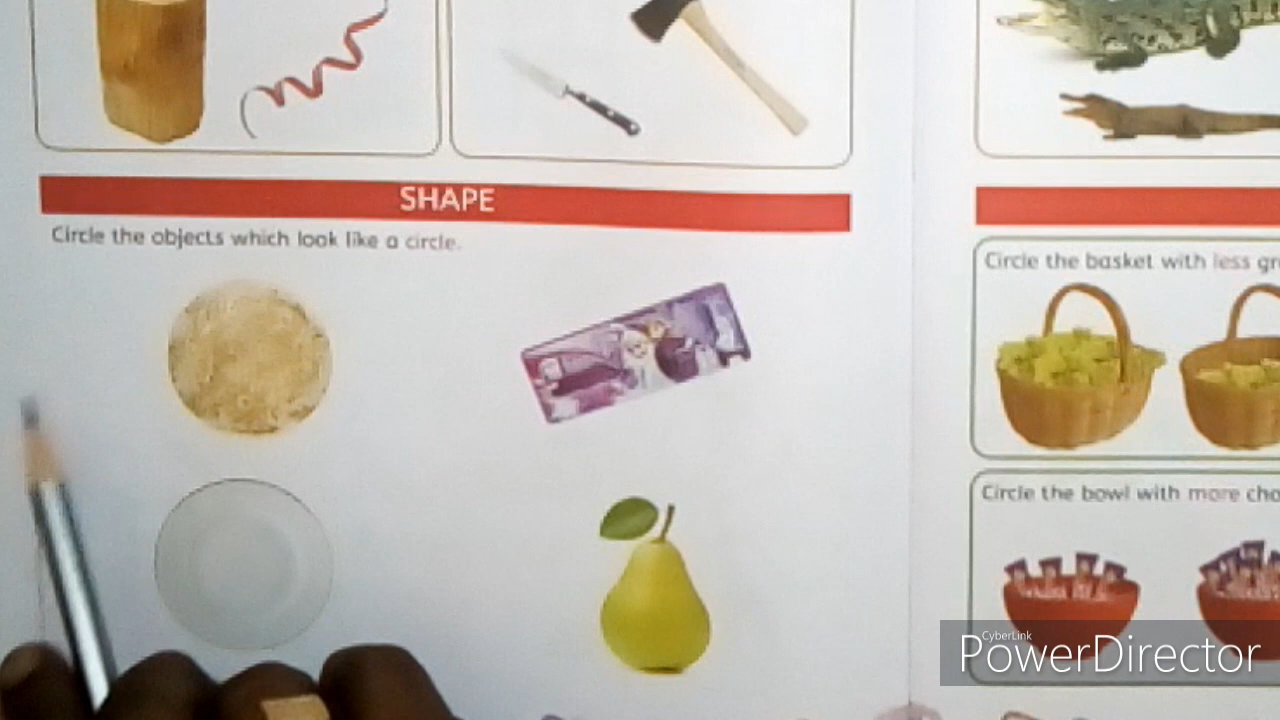 SHAPE
Circle the objects which look like a circle.
Circle the basket with less
Circle the bowl with more
CyberLink
PowerDirector